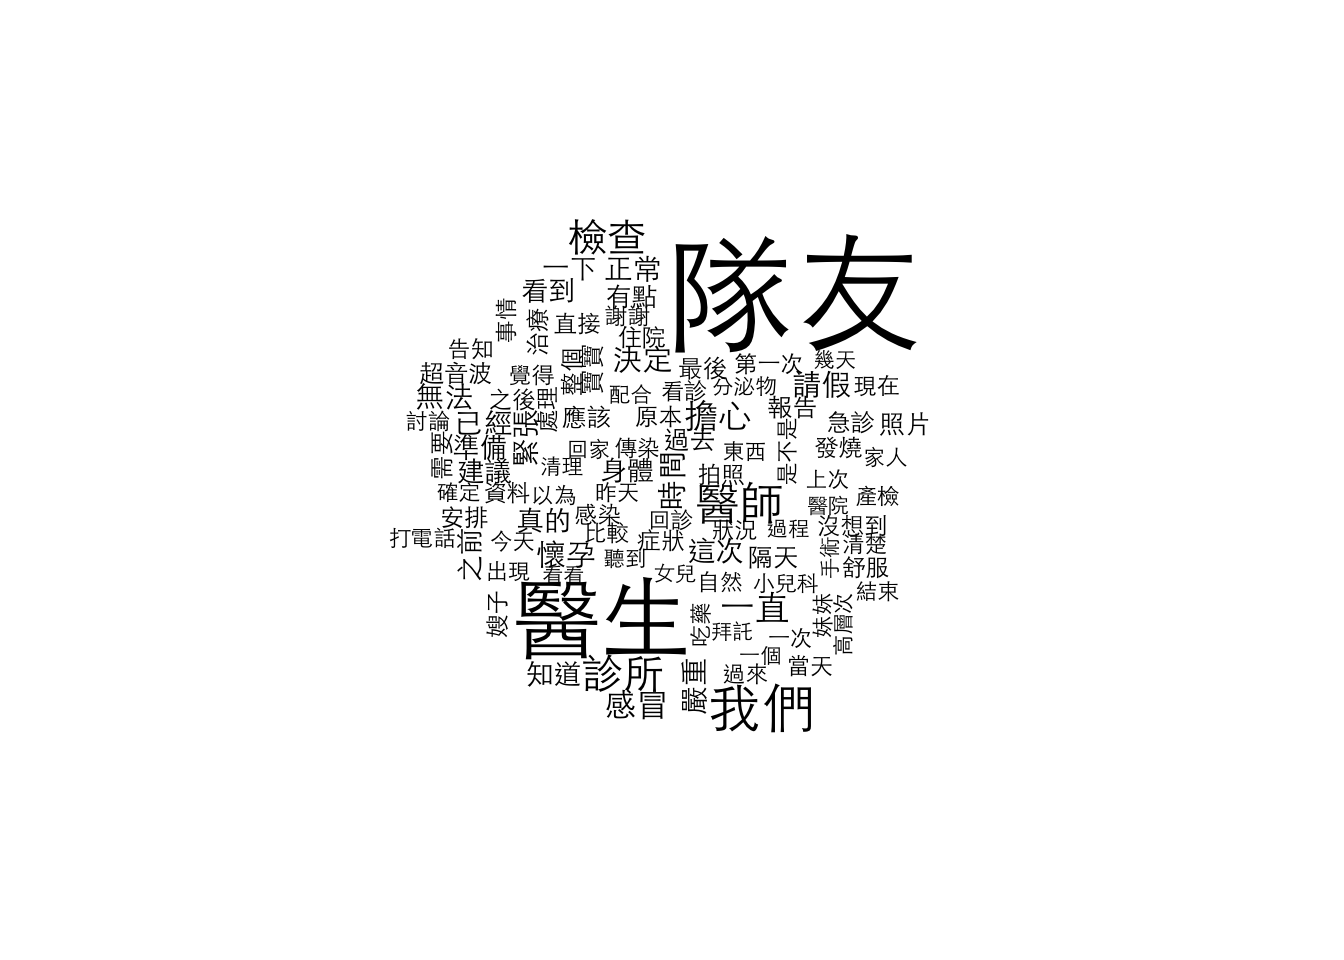 檢查
隊友
一下
正常
看到
有點
事情
治療
直接
謝謝
住院
告知
整個
寶寶
決定
最後
第一次
幾天
超音波
覺得
無法
之後
處理
配合
看診
分泌物
請假
現在
討論
已經
緊張
應該
原本
擔心
報告
急診
照片
需要
準備
回家
傳染
過去
東西
是不是
發燒
家人
建議
清理
身體
時間
拍照
上次
確定
資料
以為
昨天
醫師
醫院
產檢
安排
真的
感染
回診
狀況
過程
沒想到
打電話
之前
今天
比較
症狀
這次
隔天
手術
清楚
懷孕
聽到
出現
看看
女兒
自然
小兒科
舒服
結束
嫂子
醫生
吃藥
一直
妹妹
高層次
拜託
一次
一個
當天
知道
診所
嚴重
過來
感冒
我們